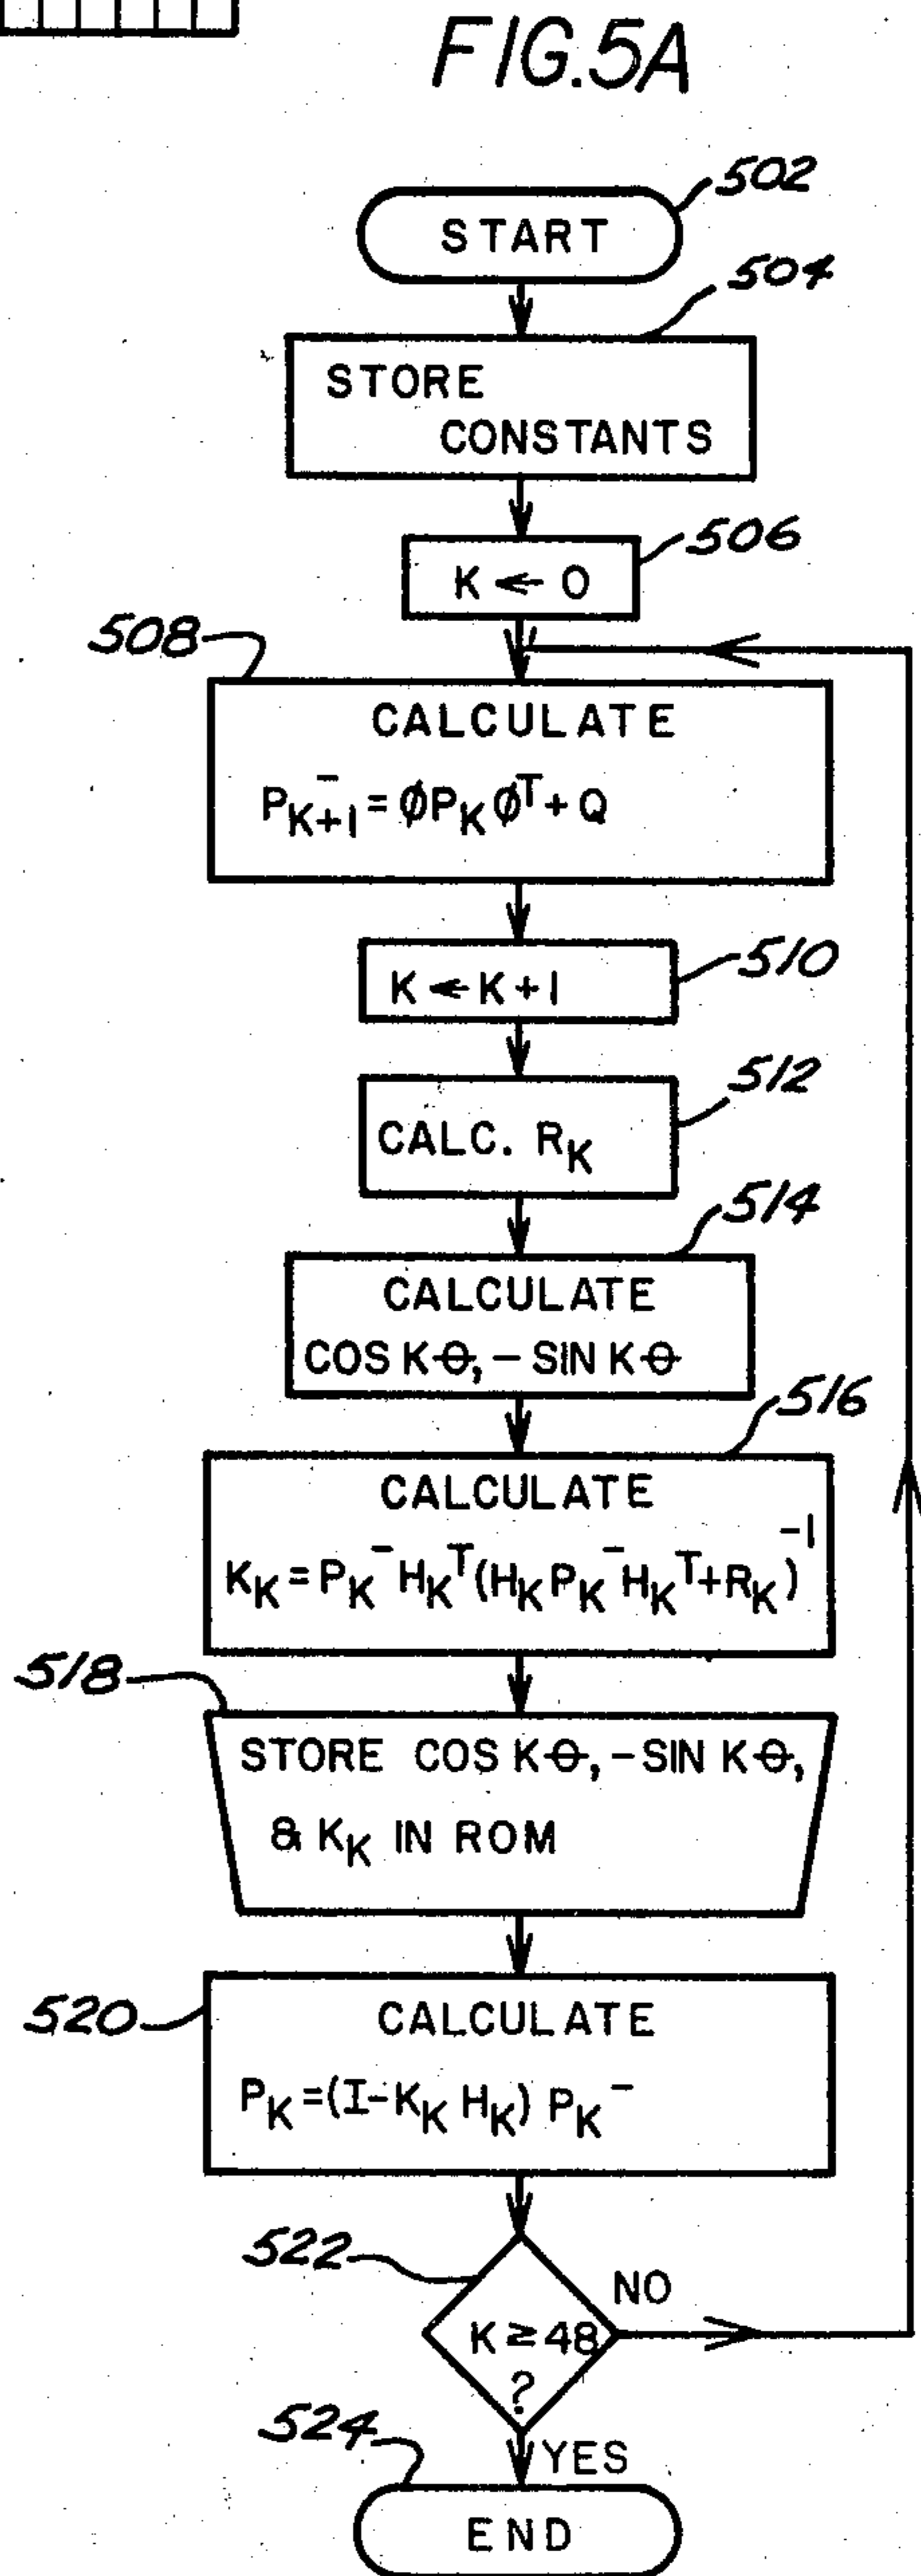 FIG.5A
502
START
504
STORE
CONSTANTS
506
K ← 0
508
CALCULATE
P_{K+1}^- = ϕP_K ϕ^T + Q
510
K ← K + 1
512
CALC. R_K
514
CALCULATE
COS Kθ, – SIN Kθ
516
CALCULATE
K_K = P_K^- H_K^T (H_K P_K^- H_K^T + R_K)^{-1}
518
STORE COS Kθ, – SIN Kθ,
& K_K IN ROM
520
CALCULATE
P_K = (I – K_K H_K) P_K^-
522
NO
K ≥ 48
?
524
YES
END